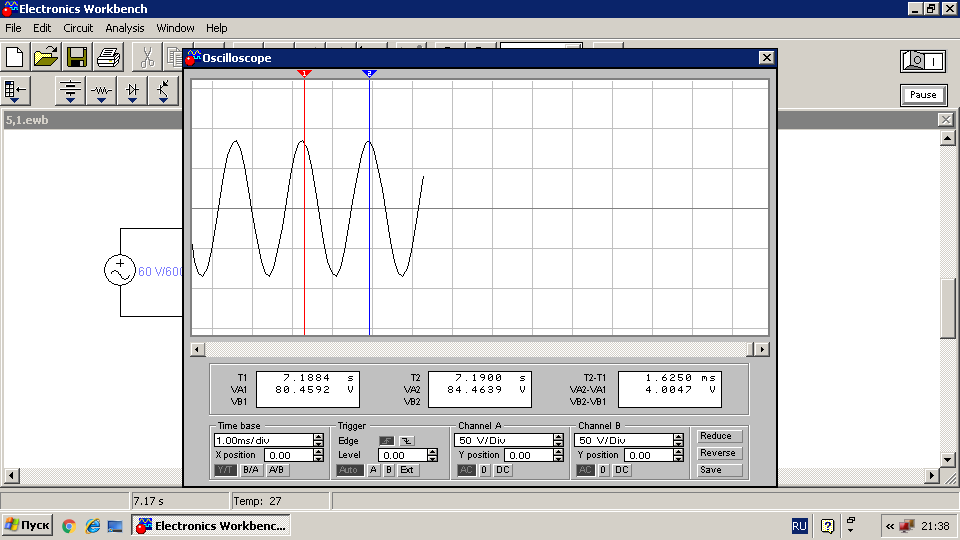 Electronics Workbench
File Edit Circuit Analysis Window Help
Oscilloscope
Pause
5,1.ewb
1 2
60 V/600
T1 7.1884 s
VA1 80.4592 V
VB1
T2 7.1900 s
VA2 84.4639 V
VB2
T2-T1 1.6250 ms
VA2-VA1 4.0047 V
VB2-VB1
Time base
1.00ms/div
X position 0.00
Y/T B/A A/B
Trigger
Edge
Level 0.00
Auto A B Ext
Channel A
50 V/Div
Y position 0.00
AC 0 DC
Channel B
50 V/Div
Y position 0.00
AC 0 DC
Reduce
Reverse
Save
7.17 s Temp: 27
Пуск Electronics Workbenc... RU 21:38